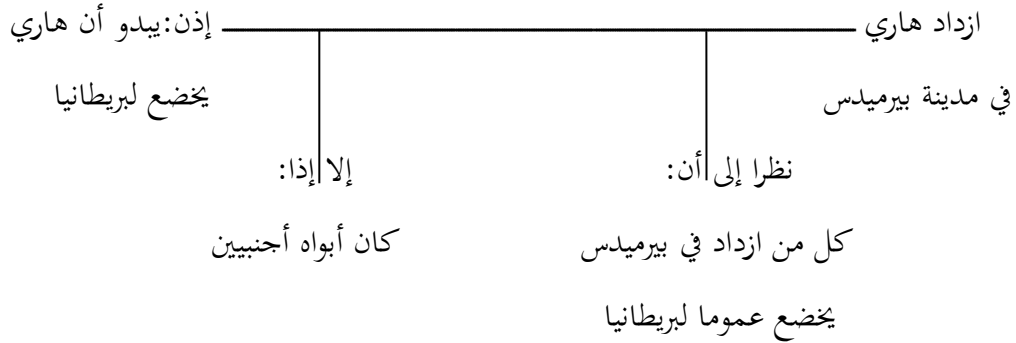 ازداد هاري
إذن:يبدو أن هاري
في مدينة بيرميدس
يخضع لبريطانيا
نظرا إلى أن:
إلا إذا:
كل من ازداد في بيرميدس
كان أبواه أجنبيين
يخضع عموما لبريطانيا